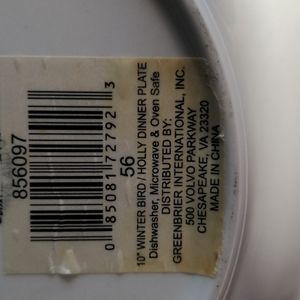 856097
0 85081 72792 3
56
10" WINTER BIRD / HOLLY DINNER PLATE
Dishwasher, Microwave & Oven Safe
DISTRIBUTED BY:
GREENBRIER INTERNATIONAL, INC.
500 VOLVO PARKWAY
CHESAPEAKE, VA 23320
MADE IN CHINA